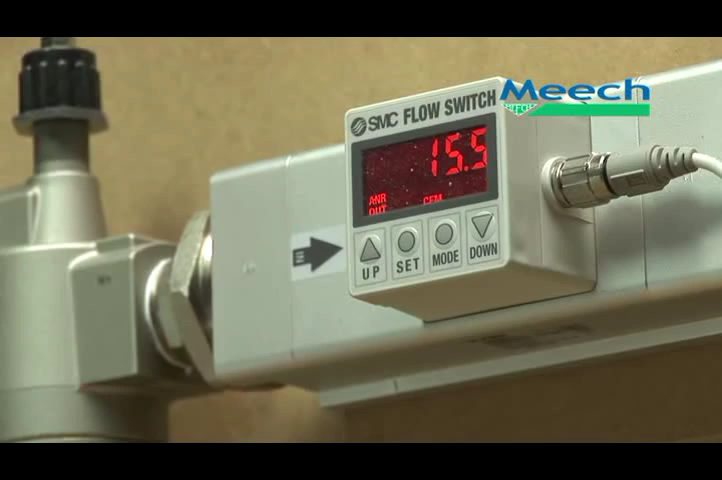 Meech
SMC FLOW SWITCH
15.5
ANR
OUT
CFM
UP
SET
MODE
DOWN